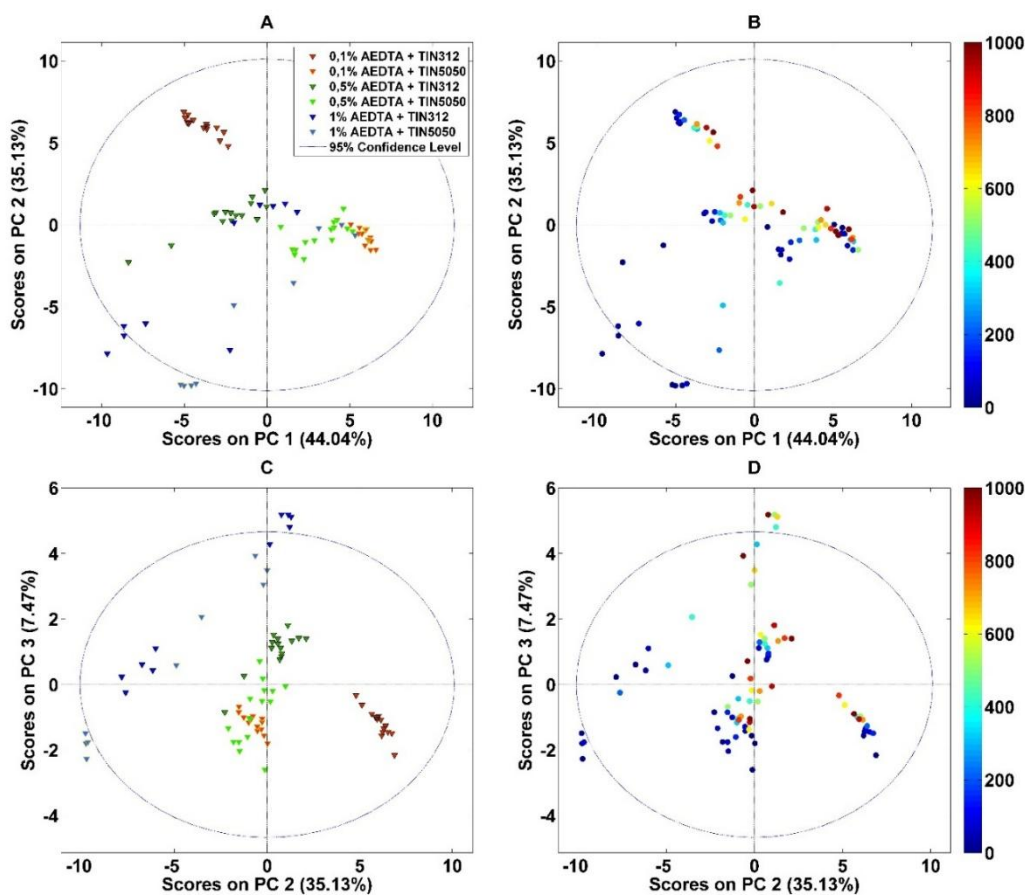 A
B
10
5
0
-5
-10
Scores on PC 2 (35.13%)
0,1% AEDTA + TIN312
0,1% AEDTA + TIN5050
0,5% AEDTA + TIN312
0,5% AEDTA + TIN5050
1% AEDTA + TIN312
1% AEDTA + TIN5050
95% Confidence Level
-10 -5 0 5 10
Scores on PC 1 (44.04%)
10
5
0
-5
-10
Scores on PC 2 (35.13%)
-10 -5 0 5 10
Scores on PC 1 (44.04%)
1000
800
600
400
200
0
C
D
6
4
2
0
-2
-4
Scores on PC 3 (7.47%)
-10 -5 0 5 10
Scores on PC 2 (35.13%)
6
4
2
0
-2
-4
Scores on PC 3 (7.47%)
-10 -5 0 5 10
Scores on PC 2 (35.13%)
1000
800
600
400
200
0